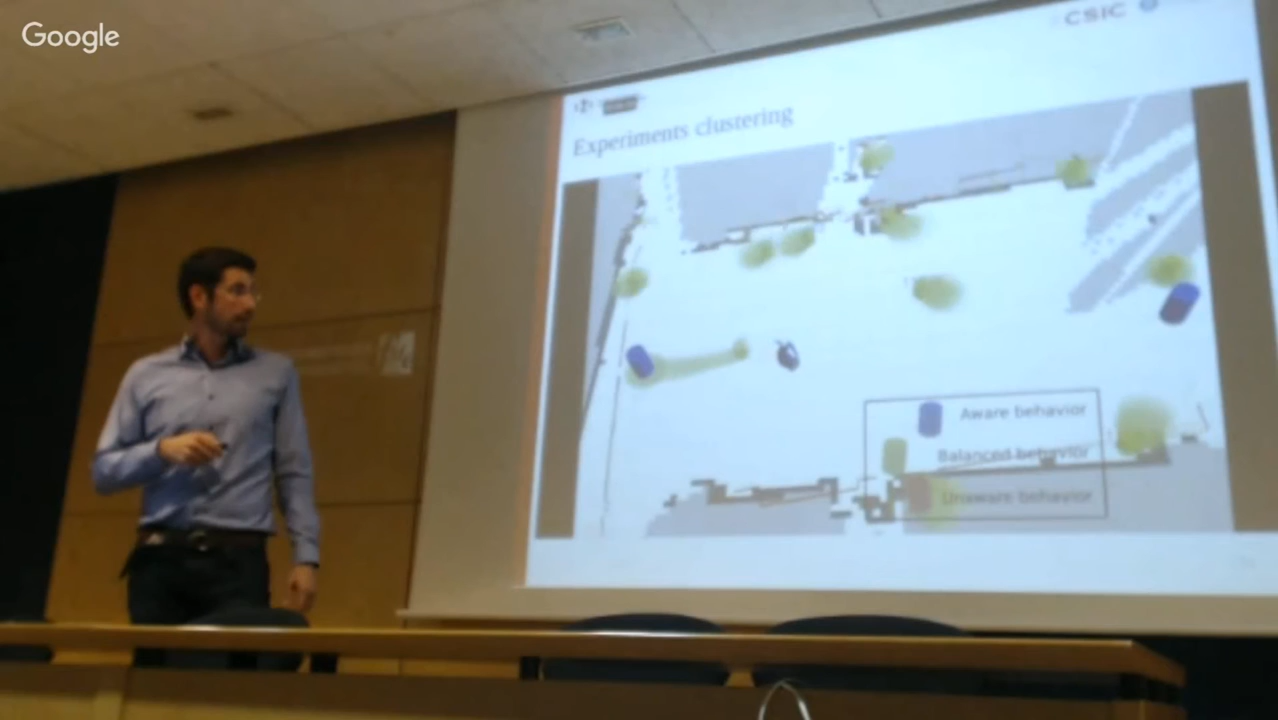 Google
CSIC
Experiments clustering
Aware behavior
Balanced behavior
Unaware behavior